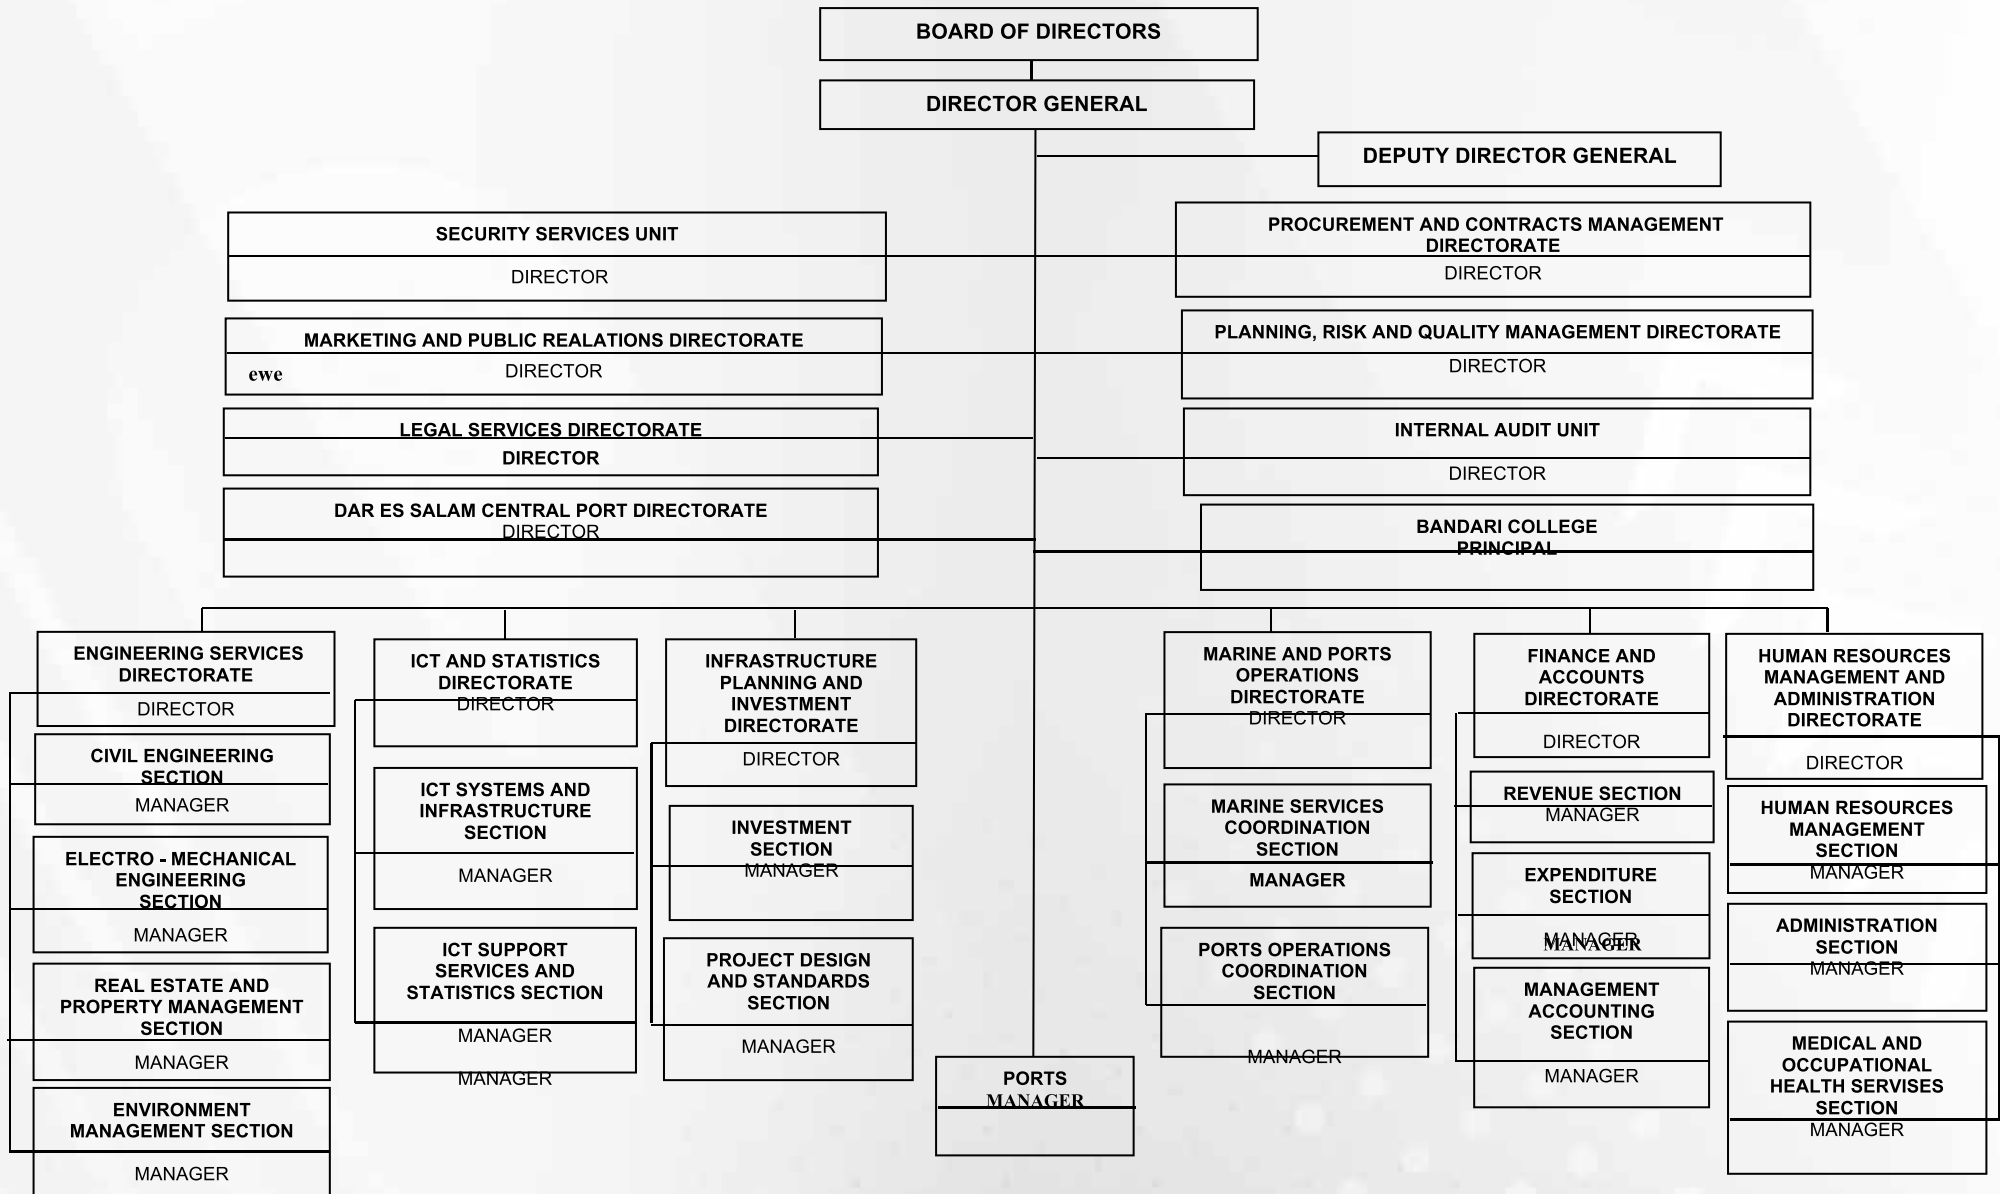 BOARD OF DIRECTORS
DIRECTOR GENERAL
DEPUTY DIRECTOR GENERAL
SECURITY SERVICES UNIT
DIRECTOR
PROCUREMENT AND CONTRACTS MANAGEMENT
DIRECTORATE
DIRECTOR
MARKETING AND PUBLIC REALATIONS DIRECTORATE
ewe DIRECTOR
PLANNING, RISK AND QUALITY MANAGEMENT DIRECTORATE
DIRECTOR
LEGAL SERVICES DIRECTORATE
DIRECTOR
INTERNAL AUDIT UNIT
DIRECTOR
DAR ES SALAM CENTRAL PORT DIRECTORATE
DIRECTOR
BANDARI COLLEGE
PRINCIPAL
ENGINEERING SERVICES
DIRECTORATE
DIRECTOR
CIVIL ENGINEERING
SECTION
MANAGER
ELECTRO - MECHANICAL
ENGINEERING
SECTION
MANAGER
REAL ESTATE AND
PROPERTY MANAGEMENT
SECTION
MANAGER
ENVIRONMENT
MANAGEMENT SECTION
MANAGER
ICT AND STATISTICS
DIRECTORATE
DIRECTOR
ICT SYSTEMS AND
INFRASTRUCTURE
SECTION
MANAGER
ICT SUPPORT
SERVICES AND
STATISTICS SECTION
MANAGER
MANAGER
INFRASTRUCTURE
PLANNING AND
INVESTMENT
DIRECTORATE
DIRECTOR
INVESTMENT
SECTION
MANAGER
PROJECT DESIGN
AND STANDARDS
SECTION
MANAGER
PORTS
MANAGER
MARINE AND PORTS
OPERATIONS
DIRECTORATE
DIRECTOR
MARINE SERVICES
COORDINATION
SECTION
MANAGER
PORTS OPERATIONS
COORDINATION
SECTION
MANAGER
FINANCE AND
ACCOUNTS
DIRECTORATE
DIRECTOR
REVENUE SECTION
MANAGER
EXPENDITURE
SECTION
MANAGER
MANAGER
MANAGEMENT
ACCOUNTING
SECTION
MANAGER
HUMAN RESOURCES
MANAGEMENT AND
ADMINISTRATION
DIRECTORATE
DIRECTOR
HUMAN RESOURCES
MANAGEMENT
SECTION
MANAGER
ADMINISTRATION
SECTION
MANAGER
MEDICAL AND
OCCUPATIONAL
HEALTH SERVISES
SECTION
MANAGER